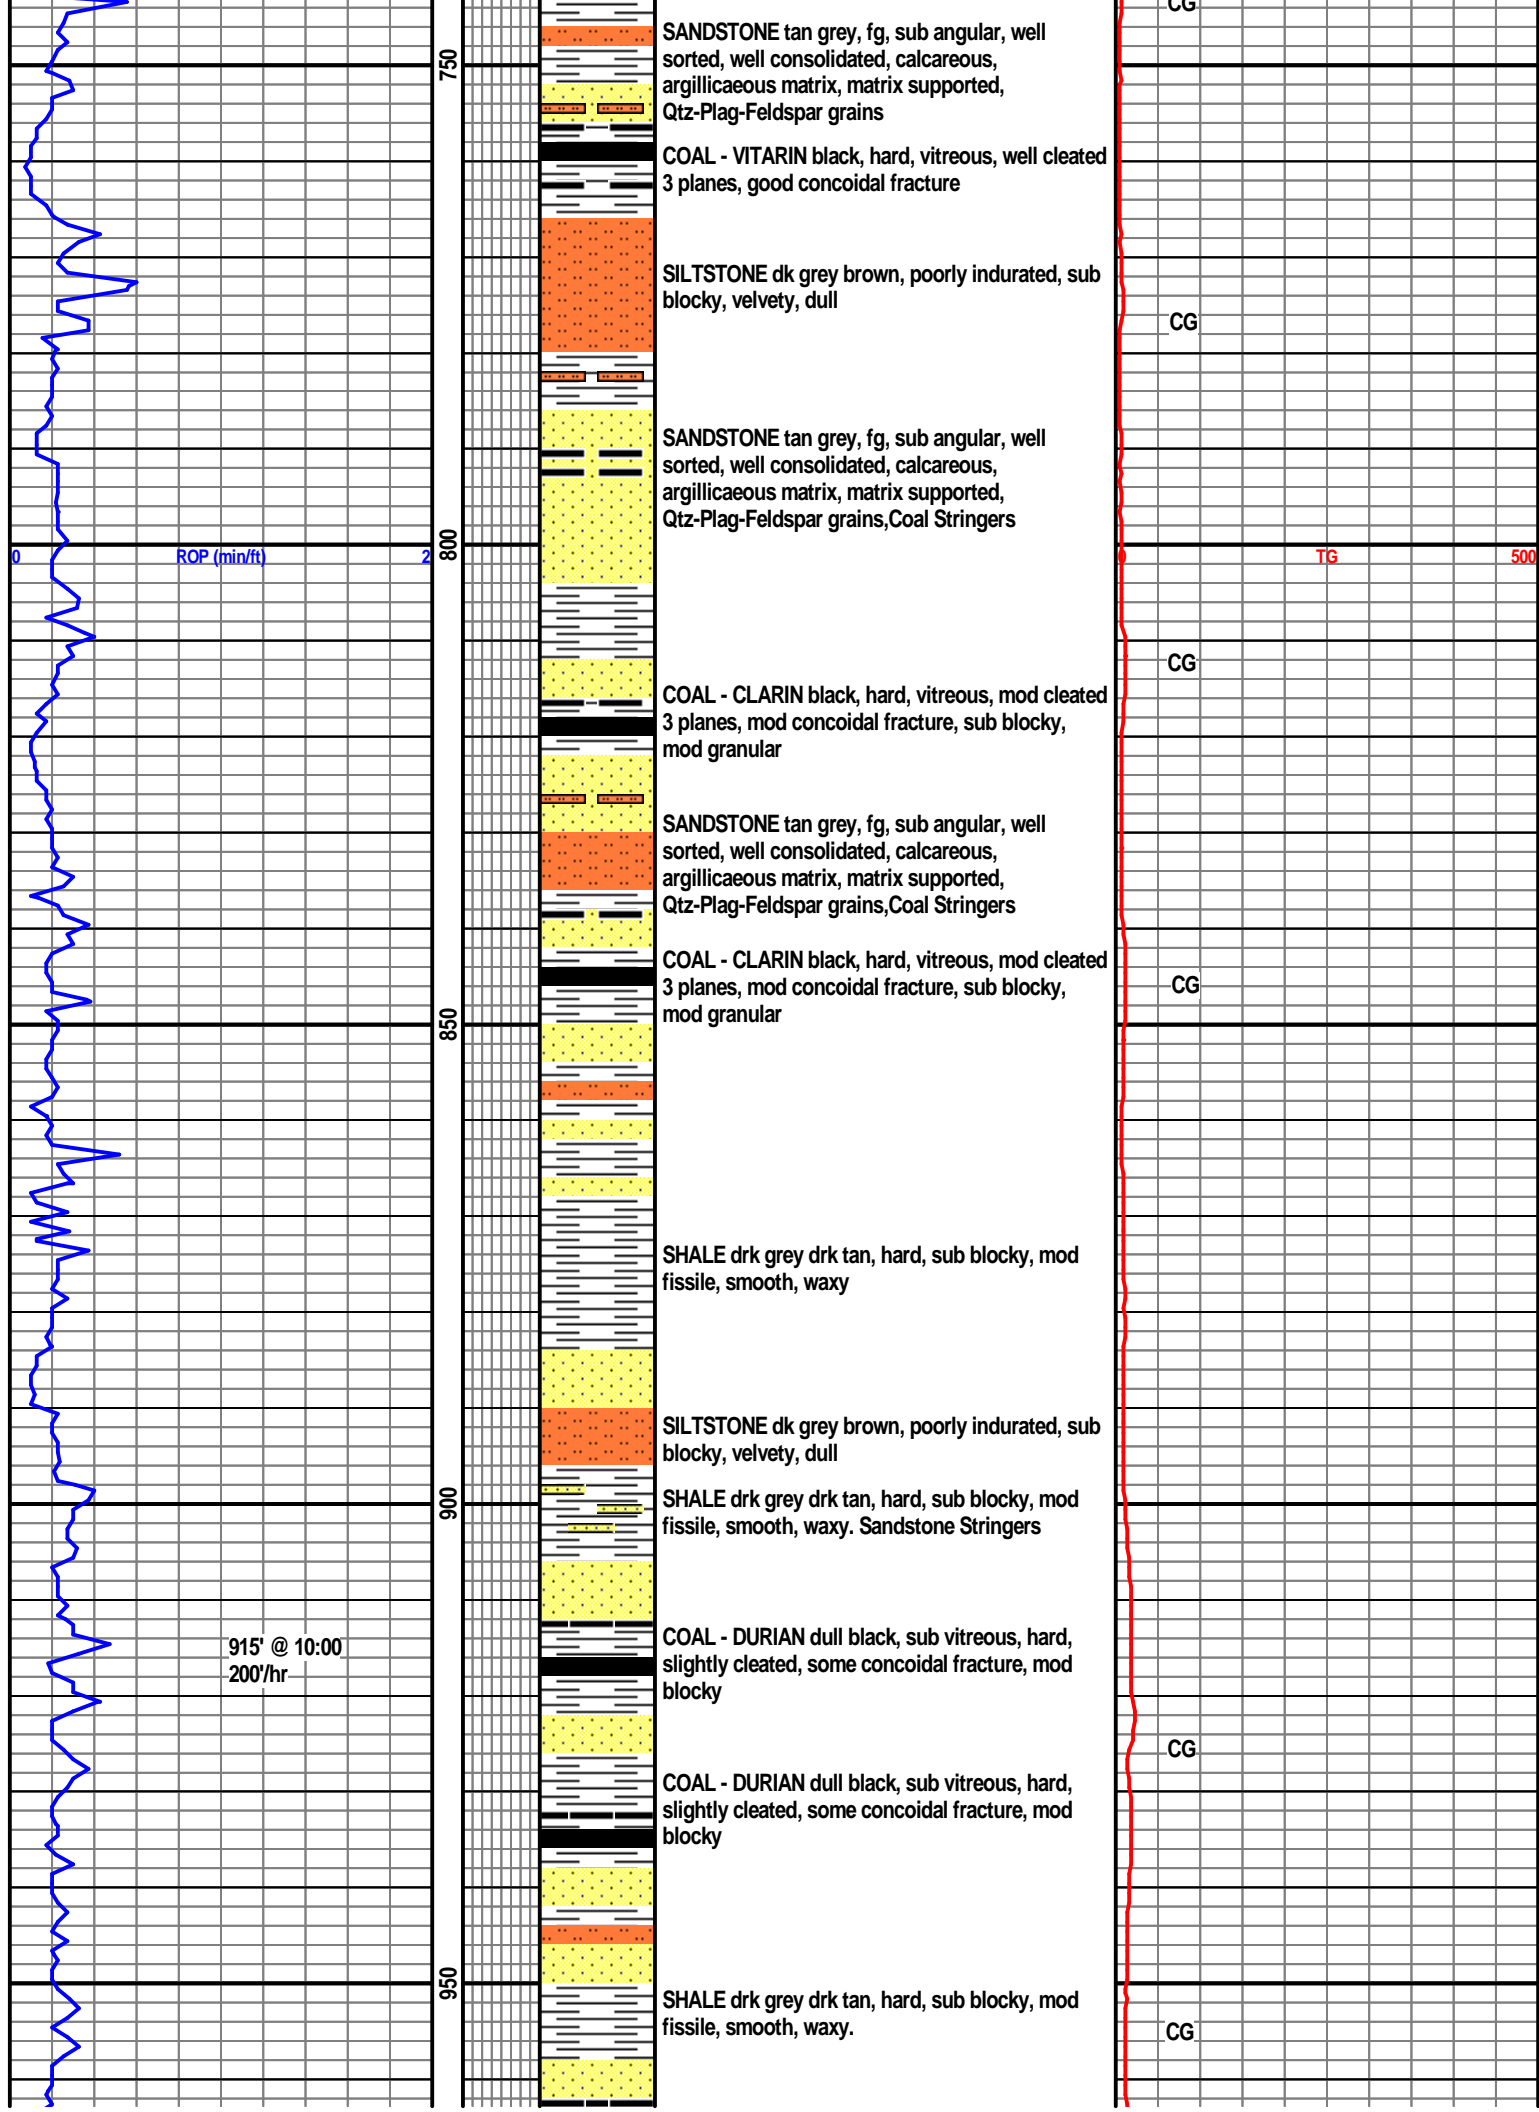 CG
SANDSTONE tan grey, fg, sub angular, well
sorted, well consolidated, calcareous,
argillicaeous matrix, matrix supported,
Qtz-Plag-Feldspar grains
750
COAL - VITARIN black, hard, vitreous, well cleated
3 planes, good concoidal fracture
SILTSTONE dk grey brown, poorly indurated, sub
blocky, velvety, dull
CG
SANDSTONE tan grey, fg, sub angular, well
sorted, well consolidated, calcareous,
argillicaeous matrix, matrix supported,
Qtz-Plag-Feldspar grains,Coal Stringers
800
0 ROP (min/ft) 2
0 TG 500
CG
COAL - CLARIN black, hard, vitreous, mod cleated
3 planes, mod concoidal fracture, sub blocky,
mod granular
SANDSTONE tan grey, fg, sub angular, well
sorted, well consolidated, calcareous,
argillicaeous matrix, matrix supported,
Qtz-Plag-Feldspar grains,Coal Stringers
COAL - CLARIN black, hard, vitreous, mod cleated
3 planes, mod concoidal fracture, sub blocky,
mod granular
CG
850
SHALE drk grey drk tan, hard, sub blocky, mod
fissile, smooth, waxy
SILTSTONE dk grey brown, poorly indurated, sub
blocky, velvety, dull
900
SHALE drk grey drk tan, hard, sub blocky, mod
fissile, smooth, waxy. Sandstone Stringers
915' @ 10:00
200'/hr
COAL - DURIAN dull black, sub vitreous, hard,
slightly cleated, some concoidal fracture, mod
blocky
CG
COAL - DURIAN dull black, sub vitreous, hard,
slightly cleated, some concoidal fracture, mod
blocky
950
SHALE drk grey drk tan, hard, sub blocky, mod
fissile, smooth, waxy.
CG